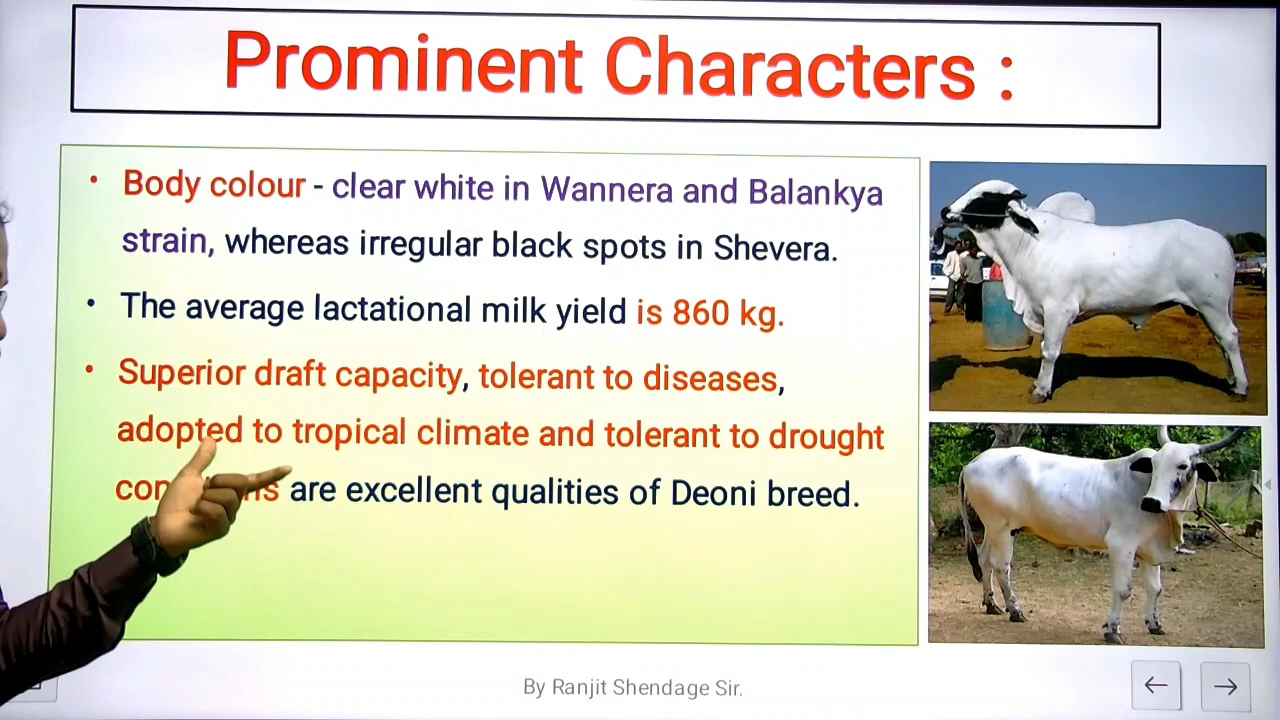 Prominent Characters :
• Body colour - clear white in Wannera and Balankya
strain, whereas irregular black spots in Shevera.
• The average lactational milk yield is 860 kg.
• Superior draft capacity, tolerant to diseases,
adopted to tropical climate and tolerant to drought
are excellent qualities of Deoni breed.
By Ranjit Shendage Sir.